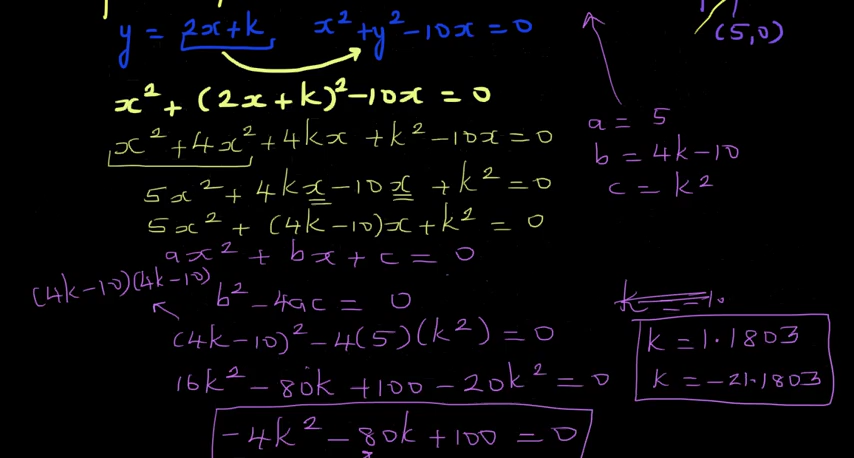 (5,0)
y = 2x+k, x²+y²-10x=0
x² + (2x+k)²-10x = 0
x² + 4x² + 4kx + k² - 10x = 0
5x² + 4kx - 10x + k² = 0
5x² + (4k-10)x + k² = 0
ax² + bx + c = 0
(4k-10)(4k-10)
b² - 4ac = 0
(4k-10)² - 4(5)(k²) = 0
16k² - 80k + 100 - 20k² = 0
-4k² - 80k + 100 = 0
a = 5
b = 4k-10
c = k²
k = 1.1803
k = -21.1803